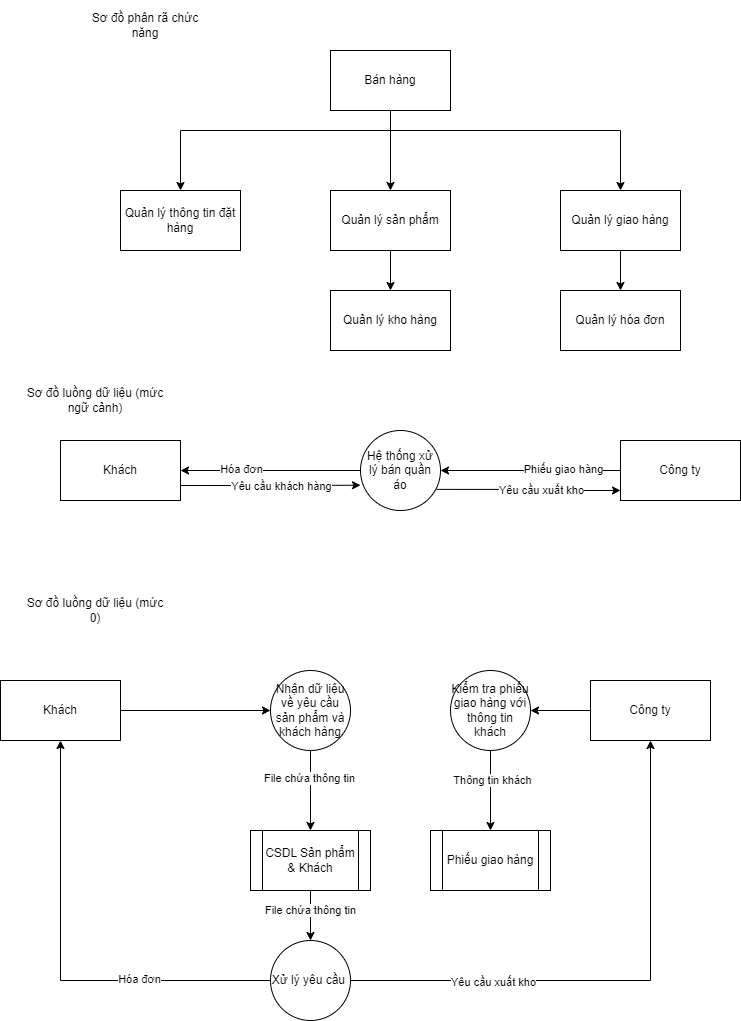 Sơ đồ phân rã chức
năng
Bán hàng
Quản lý thông tin đặt
hàng
Quản lý sản phẩm
Quản lý giao hàng
Quản lý kho hàng
Quản lý hóa đơn
Sơ đồ luồng dữ liệu (mức
ngữ cảnh)
Khách
Hóa đơn
Yêu cầu khách hàng
Hệ thống xử
lý bán quần
áo
Phiếu giao hàng
Yêu cầu xuất kho
Công ty
Sơ đồ luồng dữ liệu (mức
0)
Khách
Nhận dữ liệu
về yêu cầu
sản phẩm và
khách hàng
Kiểm tra phiếu
giao hàng với
thông tin
khách
Công ty
File chứa thông tin
Thông tin khách
CSDL Sản phẩm
& Khách
Phiếu giao hàng
File chứa thông tin
Hóa đơn
Xử lý yêu cầu
Yêu cầu xuất kho